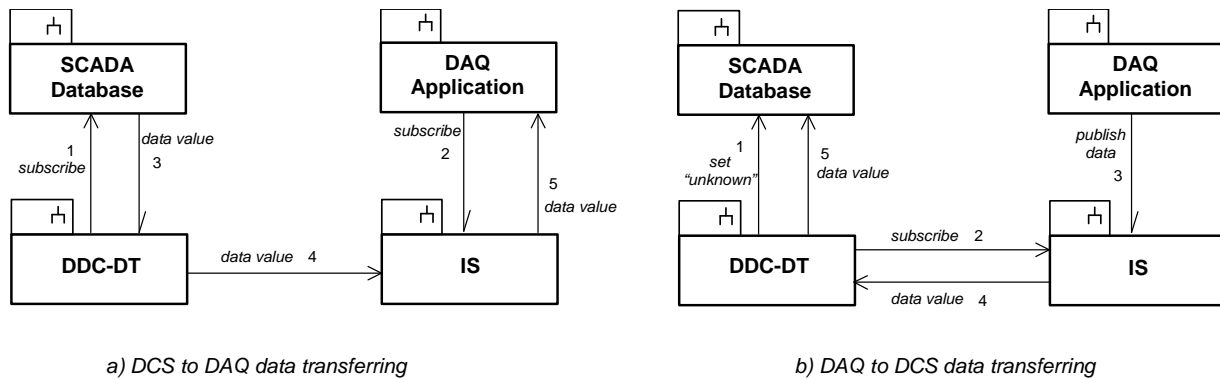 SCADA
Database
DAQ
Application
1
subscribe
data value
3
subscribe
2
5
data value
DDC-DT
data value 4
IS
a) DCS to DAQ data transferring
SCADA
Database
DAQ
Application
1
set
“unknown”
5
data value
publish
data
3
DDC-DT
subscribe 2
data value 4
IS
b) DAQ to DCS data transferring